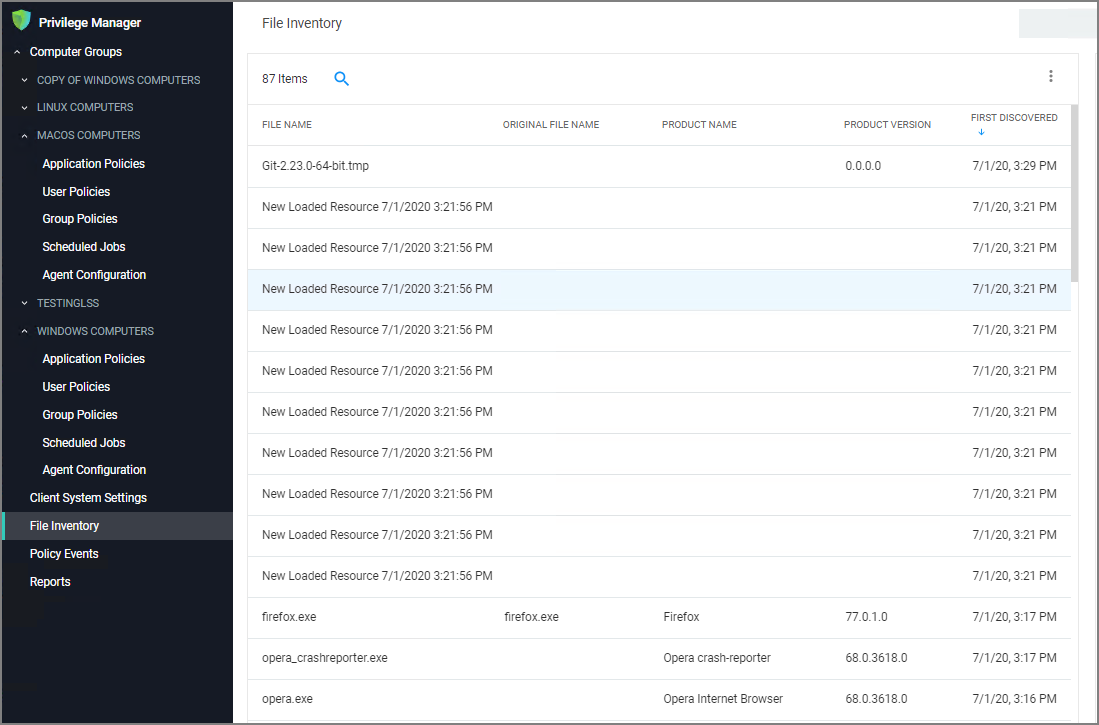 Privilege Manager
Computer Groups
COPY OF WINDOWS COMPUTERS
LINUX COMPUTERS
MACOS COMPUTERS
Application Policies
User Policies
Group Policies
Scheduled Jobs
Agent Configuration
TESTINGLSS
WINDOWS COMPUTERS
Application Policies
User Policies
Group Policies
Scheduled Jobs
Agent Configuration
Client System Settings
File Inventory
Policy Events
Reports
File Inventory
87 Items
FILE NAME ORIGINAL FILE NAME PRODUCT NAME PRODUCT VERSION FIRST DISCOVERED
Git-2.23.0-64-bit.tmp 0.0.0.0 7/1/20, 3:29 PM
New Loaded Resource 7/1/2020 3:21:56 PM 7/1/20, 3:21 PM
New Loaded Resource 7/1/2020 3:21:56 PM 7/1/20, 3:21 PM
New Loaded Resource 7/1/2020 3:21:56 PM 7/1/20, 3:21 PM
New Loaded Resource 7/1/2020 3:21:56 PM 7/1/20, 3:21 PM
New Loaded Resource 7/1/2020 3:21:56 PM 7/1/20, 3:21 PM
New Loaded Resource 7/1/2020 3:21:56 PM 7/1/20, 3:21 PM
New Loaded Resource 7/1/2020 3:21:56 PM 7/1/20, 3:21 PM
New Loaded Resource 7/1/2020 3:21:56 PM 7/1/20, 3:21 PM
New Loaded Resource 7/1/2020 3:21:56 PM 7/1/20, 3:21 PM
New Loaded Resource 7/1/2020 3:21:56 PM 7/1/20, 3:21 PM
firefox.exe firefox.exe Firefox 77.0.1.0 7/1/20, 3:17 PM
opera_crashreporter.exe Opera crash-reporter 68.0.3618.0 7/1/20, 3:17 PM
opera.exe Opera Internet Browser 68.0.3618.0 7/1/20, 3:16 PM